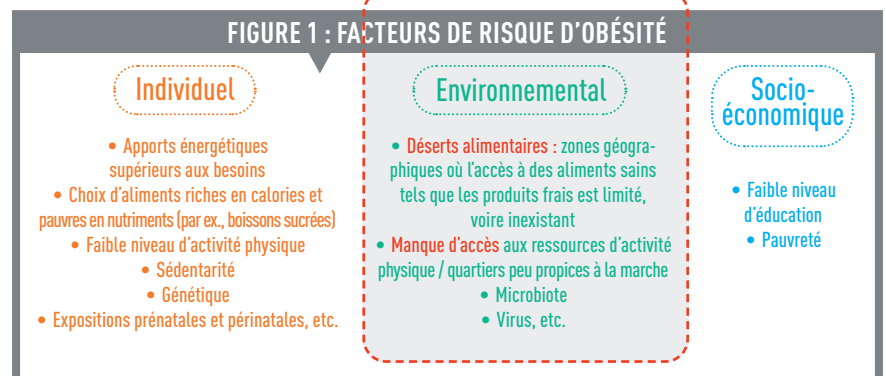 FIGURE 1 : FACTEURS DE RISQUE D'OBÉSITÉ
Individuel
• Apports énergétiques
supérieurs aux besoins
• Choix d'aliments riches en calories et
pauvres en nutriments (par ex., boissons sucrées)
• Faible niveau d'activité physique
• Sédentarité
• Génétique
• Expositions prénatales et périnatales, etc.
Environnemental
• Déserts alimentaires : zones géogra-
phiques où l'accès à des aliments sains
tels que les produits frais est limité,
voire inexistant
• Manque d'accès aux ressources d'activité
physique / quartiers peu propices à la marche
• Microbiote
• Virus, etc.
Socio-
économique
• Faible niveau
d'éducation
• Pauvreté